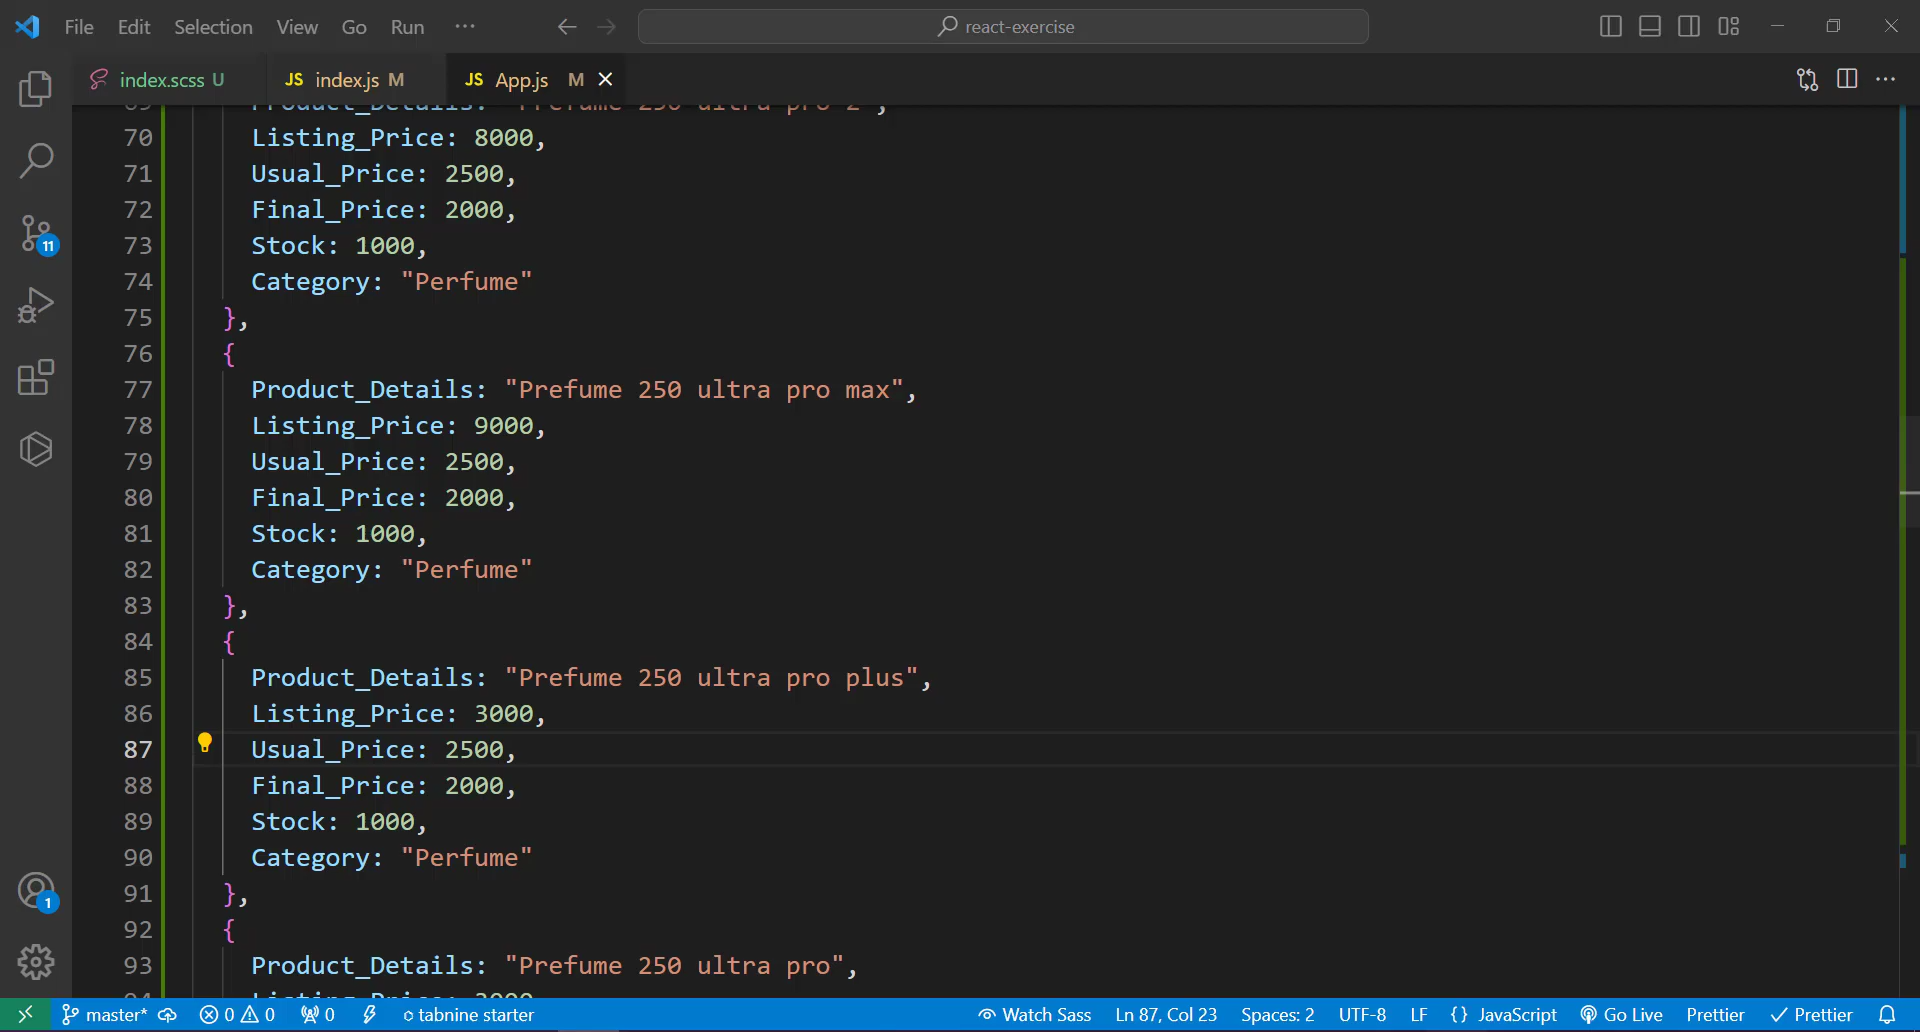 File Edit Selection View Go Run ··· react-exercise
index.scss U JS index.js M JS App.js M
69 Product_Details: "Prefume 250 ultra pro 2",
70 Listing_Price: 8000,
71 Usual_Price: 2500,
72 Final_Price: 2000,
73 Stock: 1000,
74 Category: "Perfume"
75 },
76 {
77 Product_Details: "Prefume 250 ultra pro max",
78 Listing_Price: 9000,
79 Usual_Price: 2500,
80 Final_Price: 2000,
81 Stock: 1000,
82 Category: "Perfume"
83 },
84 {
85 Product_Details: "Prefume 250 ultra pro plus",
86 Listing_Price: 3000,
87 Usual_Price: 2500,
88 Final_Price: 2000,
89 Stock: 1000,
90 Category: "Perfume"
91 },
92 {
93 Product_Details: "Prefume 250 ultra pro",
11
1
master* 0 0 0 tabnine starter Watch Sass Ln 87, Col 23 Spaces: 2 UTF-8 LF {} JavaScript Go Live Prettier Prettier